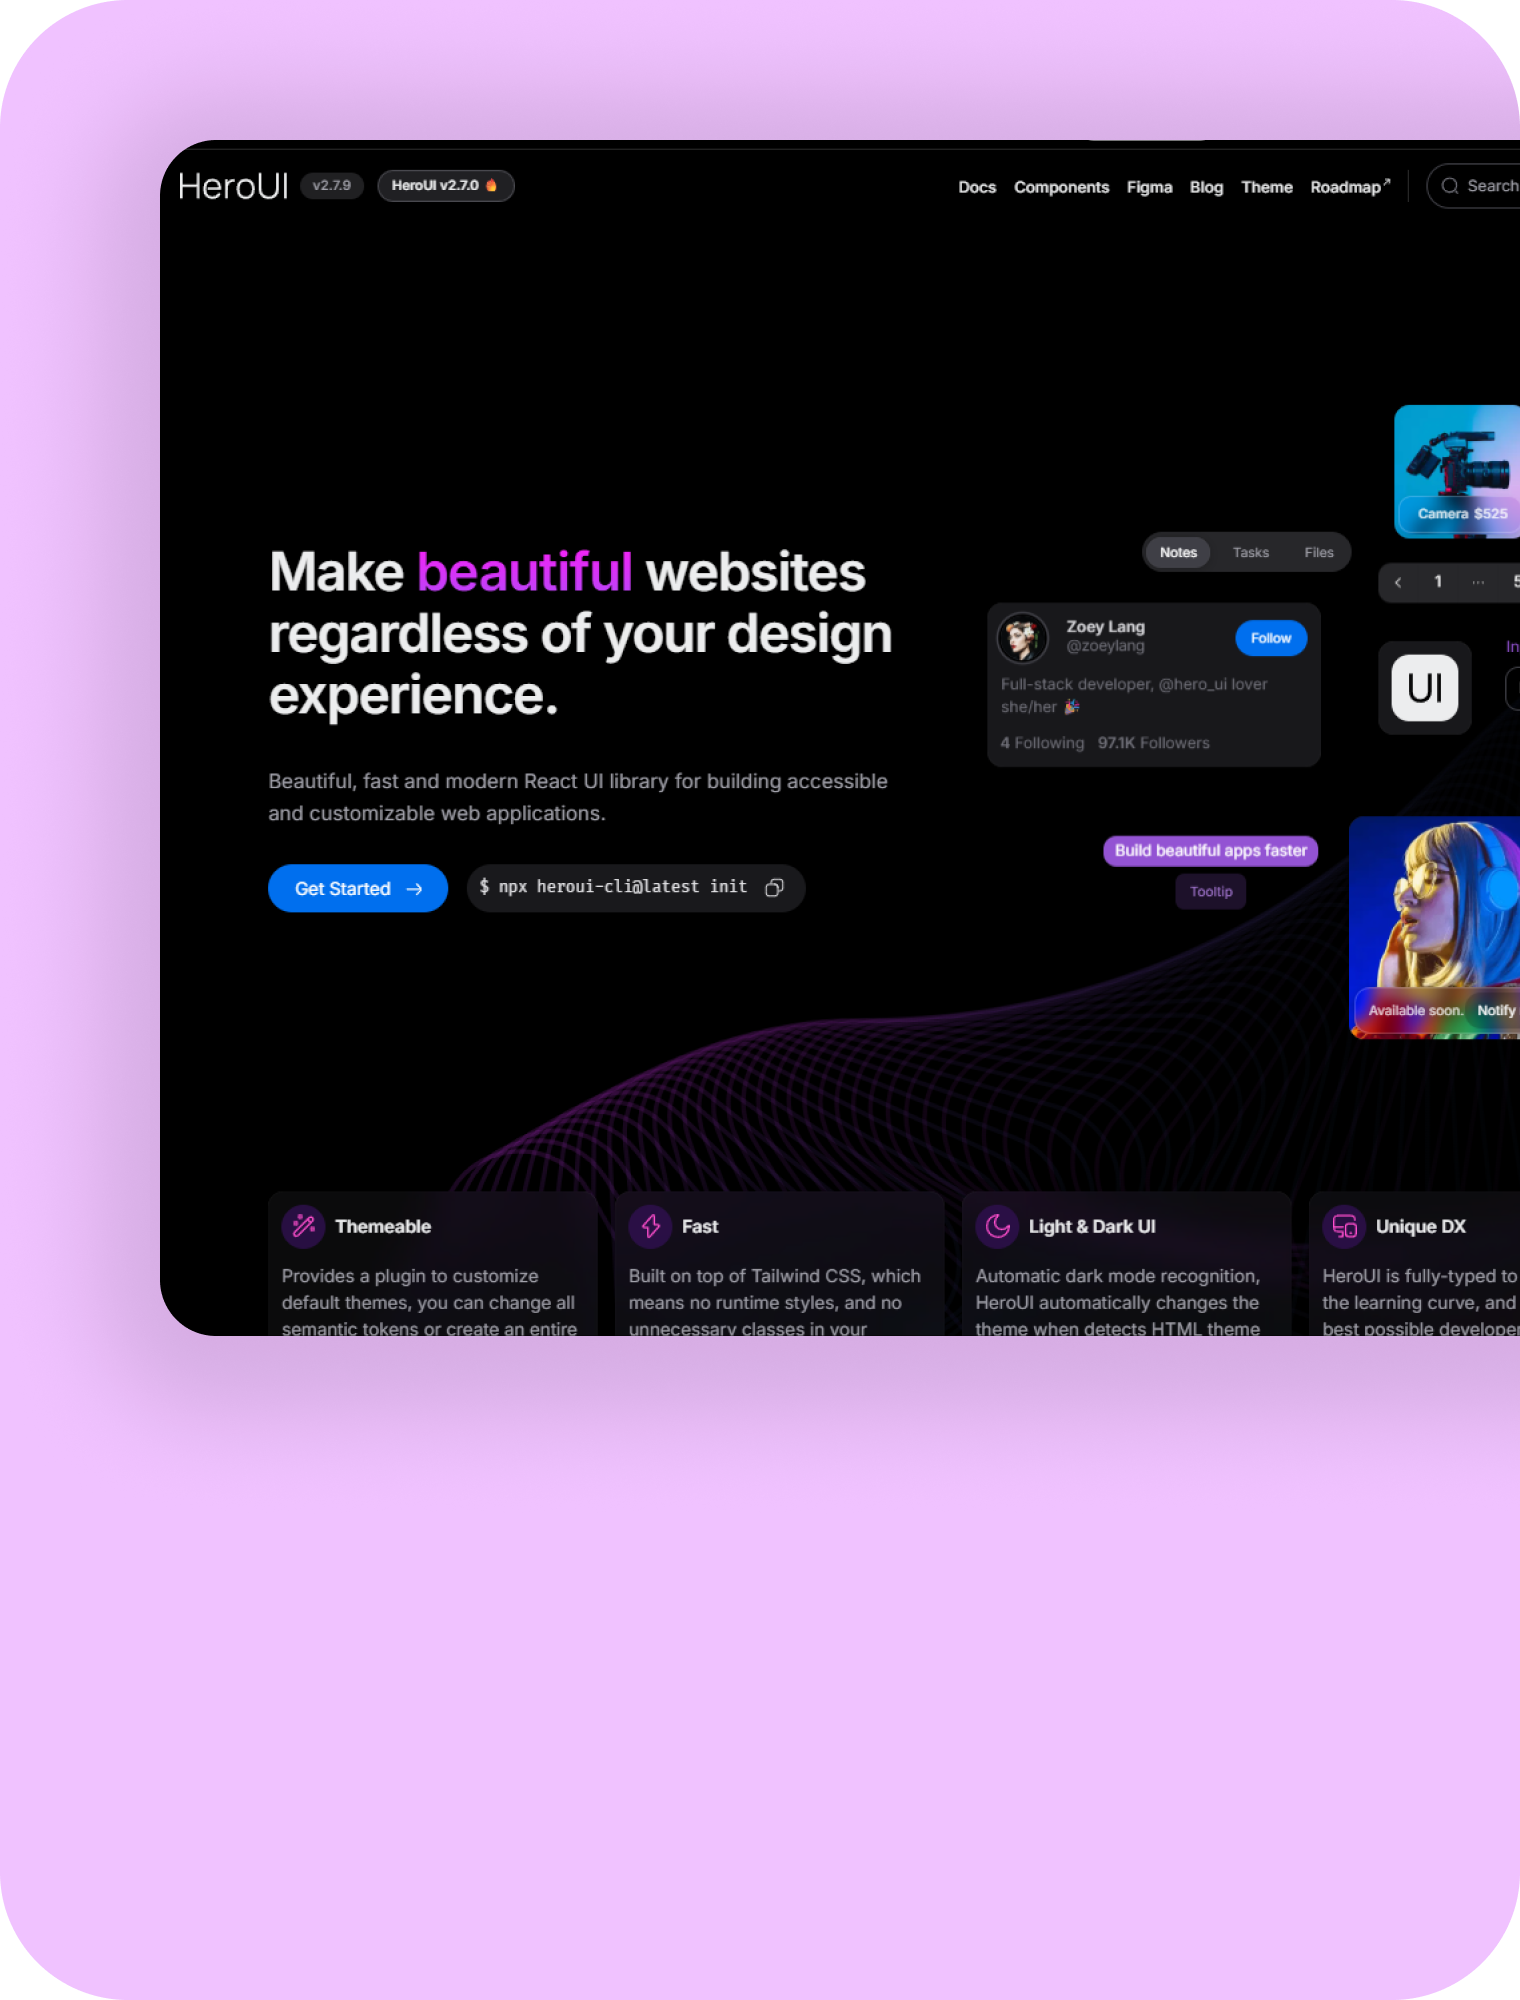 HeroUI v2.7.9 HeroUI v2.7.0 🔥 Docs Components Figma Blog Theme Roadmap↗ Search
Make beautiful websites
regardless of your design
experience.
Beautiful, fast and modern React UI library for building accessible
and customizable web applications.
Get Started →
$ npx heroui-cli@latest init
Camera $525
Notes Tasks Files
< 1 ... 5
Zoey Lang
@zoeylang
Follow
Full-stack developer, @hero_ui lover
she/her 🎉
4 Following 97.1K Followers
UI
In
Build beautiful apps faster
Tooltip
Available soon. Notify
Themeable
Provides a plugin to customize
default themes, you can change all
semantic tokens or create an entire
Fast
Built on top of Tailwind CSS, which
means no runtime styles, and no
unnecessary classes in your
Light & Dark UI
Automatic dark mode recognition,
HeroUI automatically changes the
theme when detects HTML theme
Unique DX
HeroUI is fully-typed to
the learning curve, and
best possible developer